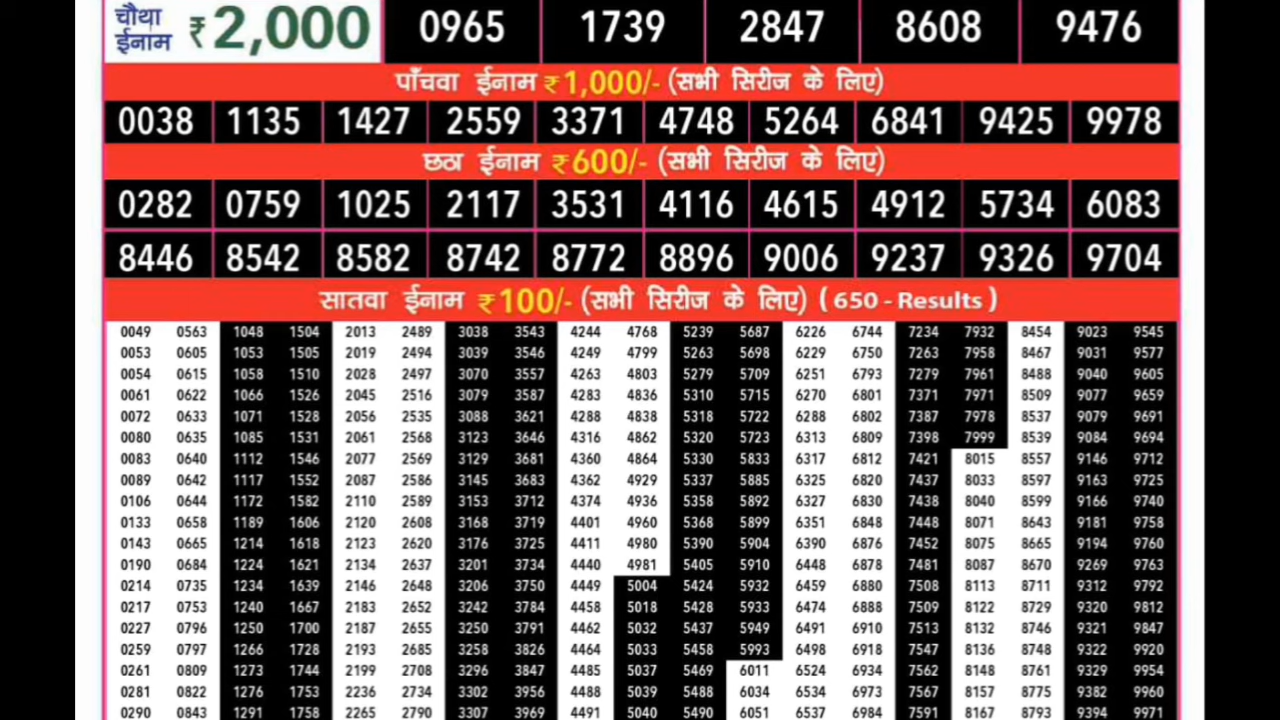 चौथा ईनाम ₹2,000 0965 1739 2847 8608 9476
पाँचवा ईनाम ₹1,000/- (सभी सिरीज के लिए)
0038 1135 1427 2559 3371 4748 5264 6841 9425 9978
छठा ईनाम ₹600/- (सभी सिरीज के लिए)
0282 0759 1025 2117 3531 4116 4615 4912 5734 6083
8446 8542 8582 8742 8772 8896 9006 9237 9326 9704
सातवा ईनाम ₹100/- (सभी सिरीज के लिए) ( 650 - Results )
0049 0563 1048 1504 2013 2489 3038 3543 4244 4768 5239 5687 6226 6744 7234 7932 8454 9023 9545
0053 0605 1053 1505 2019 2494 3039 3546 4249 4799 5263 5698 6229 6750 7263 7958 8467 9031 9577
0054 0615 1058 1510 2028 2497 3070 3557 4263 4803 5279 5709 6251 6793 7279 7961 8488 9040 9605
0061 0622 1066 1526 2045 2516 3079 3587 4283 4836 5310 5715 6270 6801 7371 7971 8509 9077 9659
0072 0633 1071 1528 2056 2535 3088 3621 4288 4838 5318 5722 6288 6802 7387 7978 8537 9079 9691
0080 0635 1085 1531 2061 2568 3123 3646 4316 4862 5320 5723 6313 6809 7398 7999 8539 9084 9694
0083 0640 1112 1546 2077 2569 3129 3681 4360 4864 5330 5833 6317 6812 7421 8015 8557 9146 9712
0089 0642 1117 1552 2087 2586 3145 3683 4362 4929 5337 5885 6325 6820 7437 8033 8597 9163 9725
0106 0644 1172 1582 2110 2589 3153 3712 4374 4936 5358 5892 6327 6830 7438 8040 8599 9166 9740
0133 0658 1189 1606 2120 2608 3168 3719 4401 4960 5368 5899 6351 6848 7448 8071 8643 9181 9758
0143 0665 1214 1618 2123 2620 3176 3725 4411 4980 5390 5904 6390 6876 7452 8075 8665 9194 9760
0190 0684 1224 1621 2134 2637 3201 3734 4440 4981 5405 5910 6448 6878 7481 8087 8670 9269 9763
0214 0735 1234 1639 2146 2648 3206 3750 4449 5004 5424 5932 6459 6880 7508 8113 8711 9312 9792
0217 0753 1240 1667 2183 2652 3242 3784 4458 5018 5428 5933 6474 6888 7509 8122 8729 9320 9812
0227 0796 1250 1700 2187 2655 3250 3791 4462 5032 5437 5949 6491 6910 7513 8132 8746 9321 9847
0259 0797 1266 1728 2193 2685 3258 3826 4464 5033 5458 5993 6498 6918 7547 8136 8748 9322 9920
0261 0809 1273 1744 2199 2708 3296 3847 4485 5037 5469 6011 6524 6934 7562 8148 8761 9329 9954
0281 0822 1276 1753 2236 2734 3302 3956 4488 5039 5488 6034 6534 6973 7567 8157 8775 9382 9960
0290 0843 1291 1758 2265 2790 3307 3969 4491 5040 5490 6051 6537 6984 7591 8167 8793 9394 9971